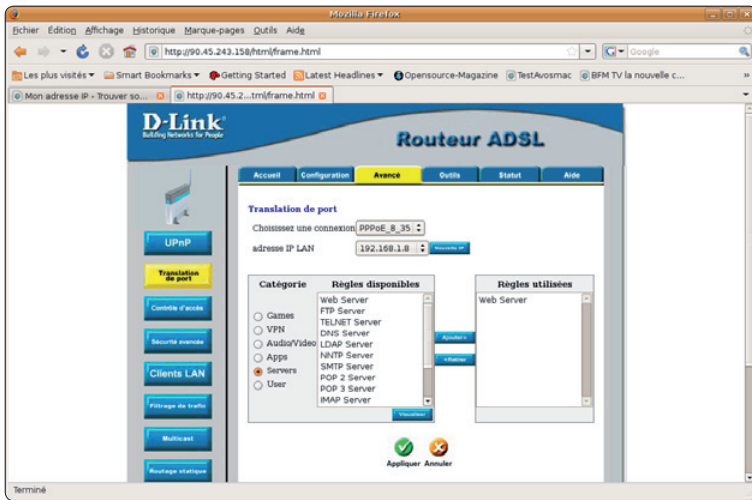 Mozilla Firefox
Fichier Édition Affichage Historique Marque-pages Outils Aide
http://90.45.243.158/html/frame.html
Google
Les plus visités Smart Bookmarks Getting Started Latest Headlines Opensource-Magazine TestAvosmac BFM TV la nouvelle c...
Mon adresse IP - Trouver so... http://90.45.2...tml/frame.html
D-Link
Building Networks for People
Routeur ADSL
Accueil Configuration Avancé Outils Statut Aide
Translation de port
Choisissez une connexion PPPoE_8_35
adresse IP LAN 192.168.1.8 Nouvelle IP
UPnP
Translation de port
Contrôle d'accès
Sécurité avancée
Clients LAN
Filtrage de trafic
Multicast
Routage statique
Catégorie
Games
VPN
Audio/Video
Apps
Servers
User
Règles disponibles
Web Server
FTP Server
TELNET Server
DNS Server
LDAP Server
NNTP Server
SMTP Server
POP 2 Server
POP 3 Server
IMAP Server
Visualiser
Ajouter >
< Retirer
Règles utilisées
Web Server
Appliquer Annuler
Terminé